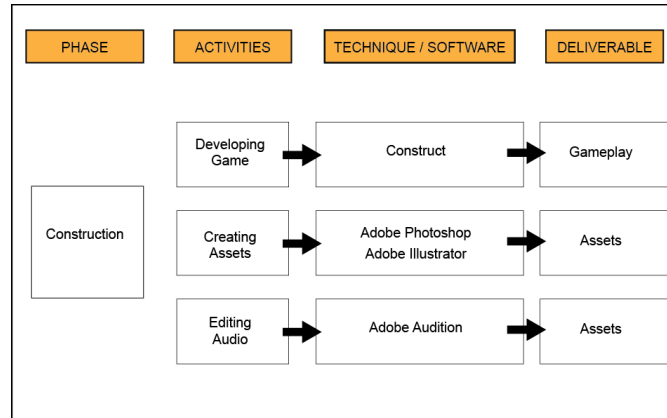 PHASE
ACTIVITIES
TECHNIQUE / SOFTWARE
DELIVERABLE
Construction
Developing
Game
Construct
Gameplay
Creating
Assets
Adobe Photoshop
Adobe Illustrator
Assets
Editing
Audio
Adobe Audition
Assets